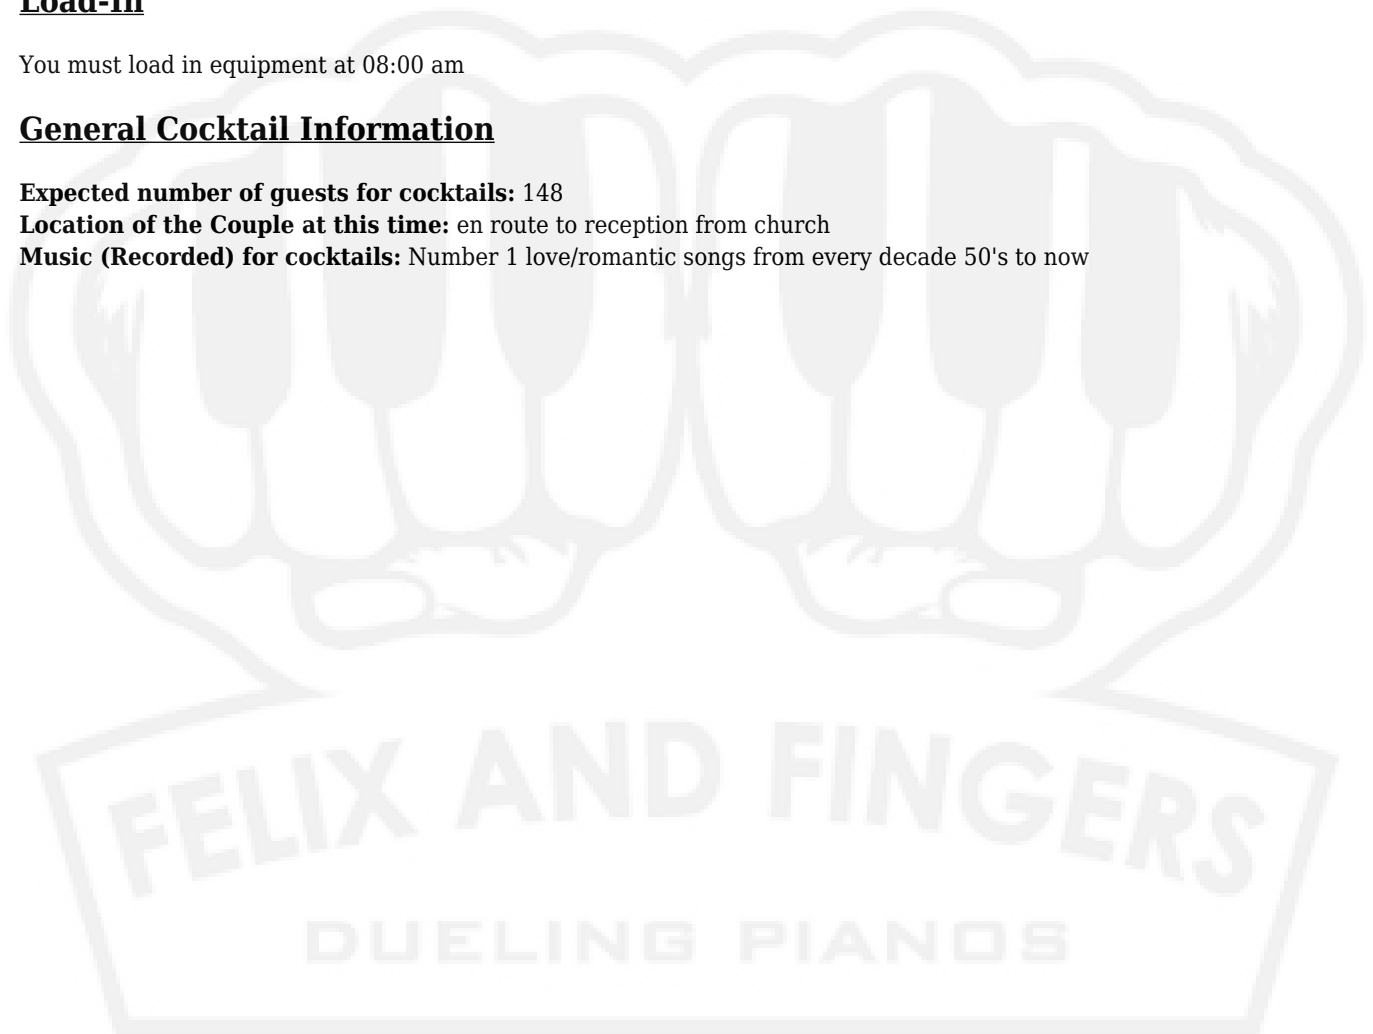 Load-In
You must load in equipment at 08:00 am
General Cocktail Information
Expected number of guests for cocktails: 148
Location of the Couple at this time: en route to reception from church
Music (Recorded) for cocktails: Number 1 love/romantic songs from every decade 50's to now
FELIX AND FINGERS
DUELING PIANOS